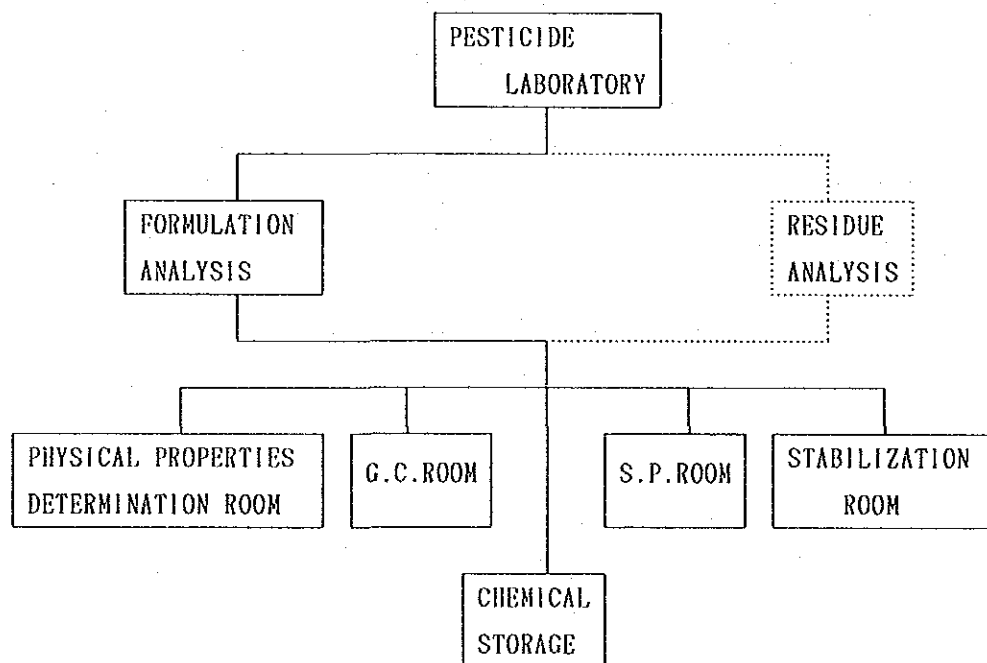 PESTICIDE
LABORATORY
FORMULATION
ANALYSIS
RESIDUE
ANALYSIS
PHYSICAL PROPERTIES
DETERMINATION ROOM
G.C.ROOM
S.P.ROOM
STABILIZATION
ROOM
CHEMICAL
STORAGE